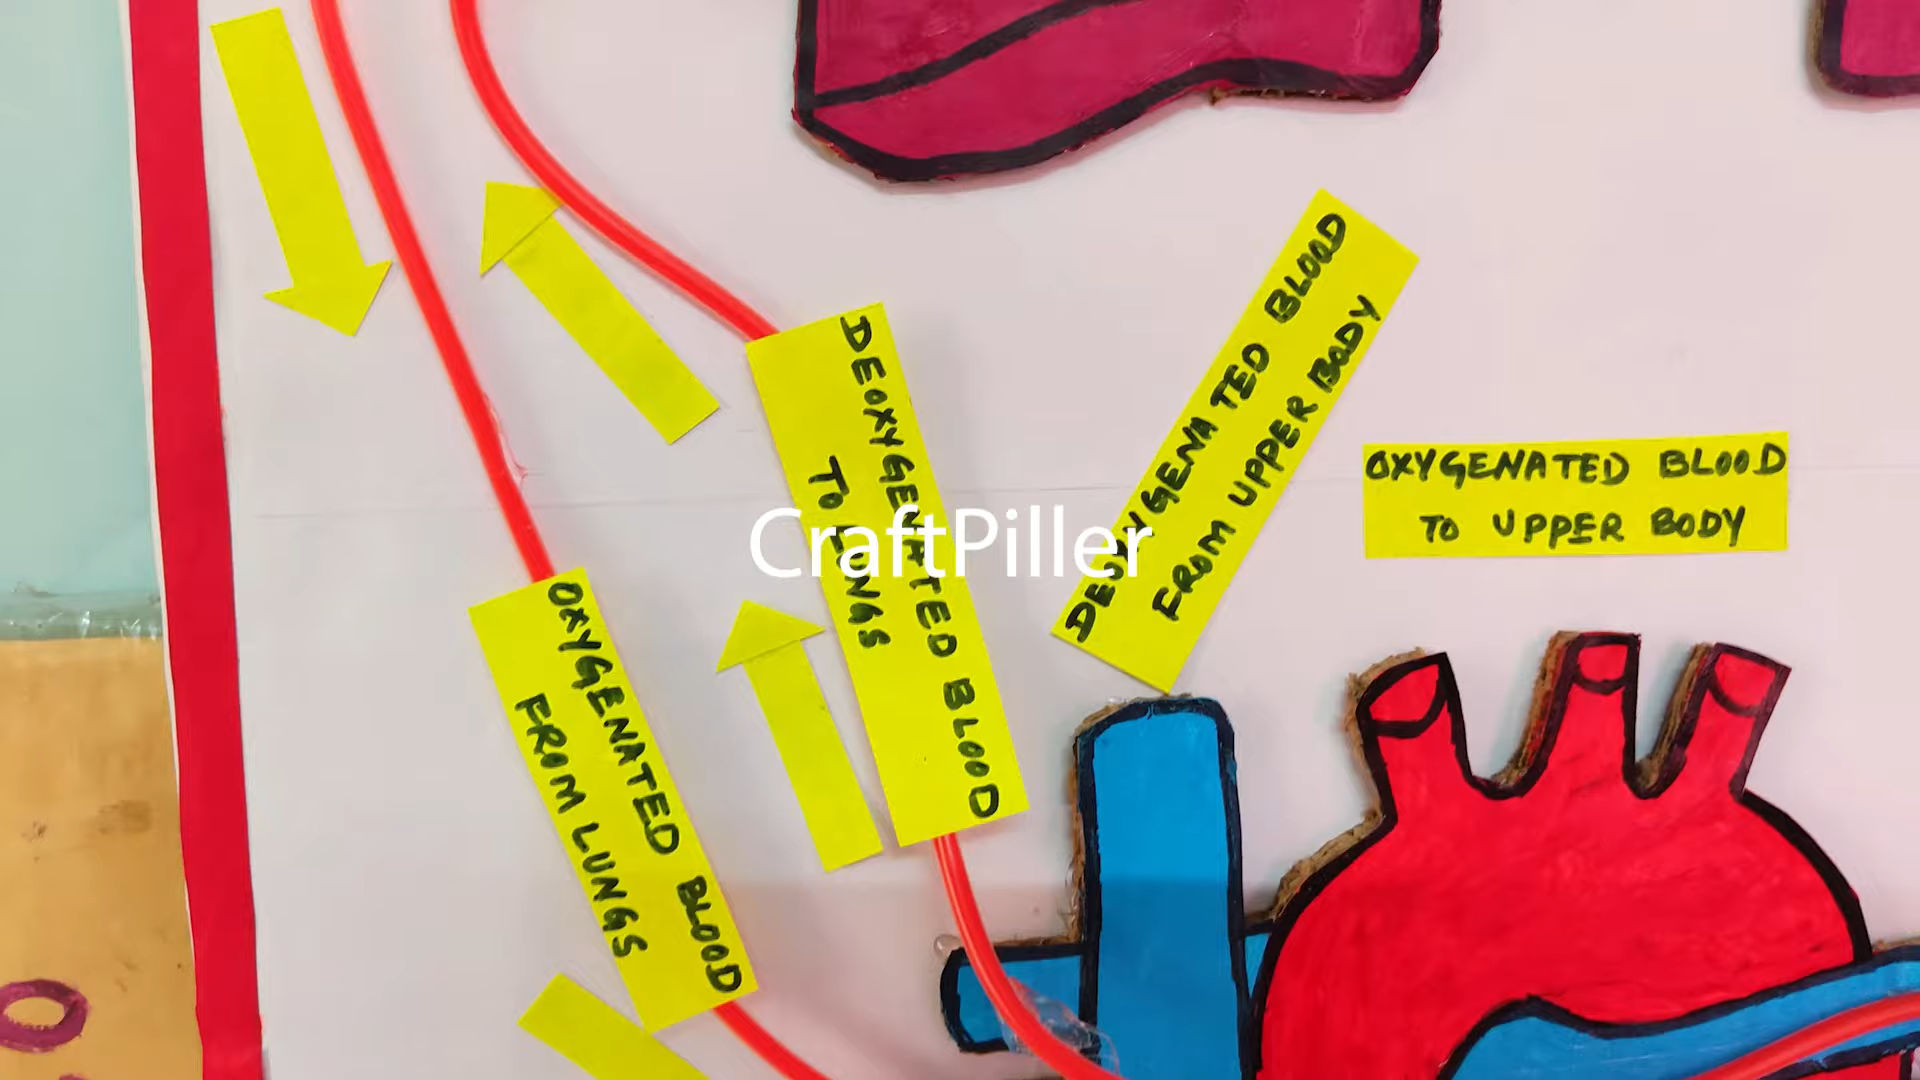 DEOXYGENATED BLOOD
TO LUNGS
DEOXYGENATED BLOOD
FROM UPPER BODY
OXYGENATED BLOOD
TO UPPER BODY
CraftPiller
OXYGENATED BLOOD
FROM LUNGS